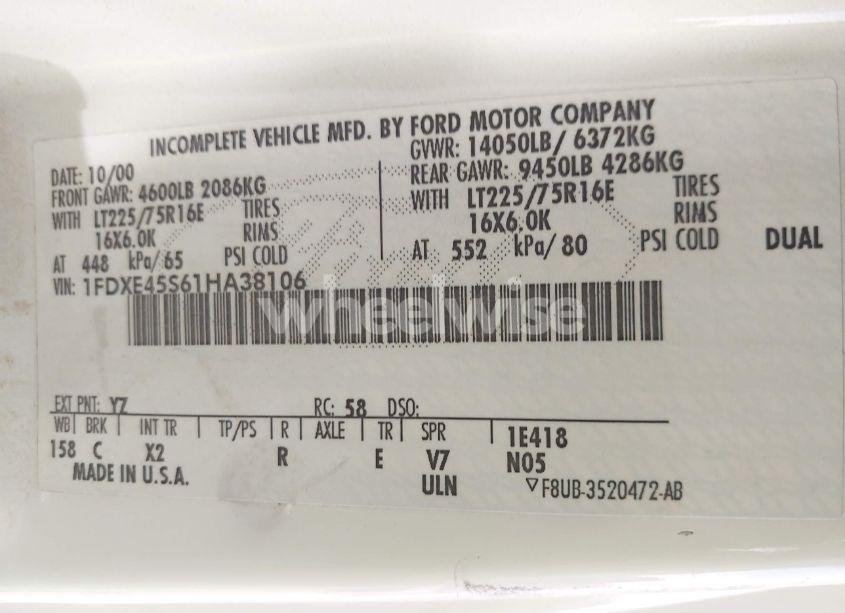 INCOMPLETE VEHICLE MFD. BY FORD MOTOR COMPANY
DATE: 10/00
GVWR: 14050LB/ 6372KG
FRONT GAWR: 4600LB 2086KG
REAR GAWR: 9450LB 4286KG
WITH LT225/75R16E TIRES
WITH LT225/75R16E TIRES
16X6.0K RIMS
16X6.0K RIMS
AT 448 kPa/ 65 PSI COLD
AT 552 kPa/ 80 PSI COLD DUAL
VIN: 1FDXE45S61HA38106
wheelwise
EXT PNT: YZ RC: 58 DSO:
WB BRK INT TR TP/PS R AXLE TR SPR 1E418
158 C X2 R E V7 N05
MADE IN U.S.A. ULN ▽F8UB-3520472-AB